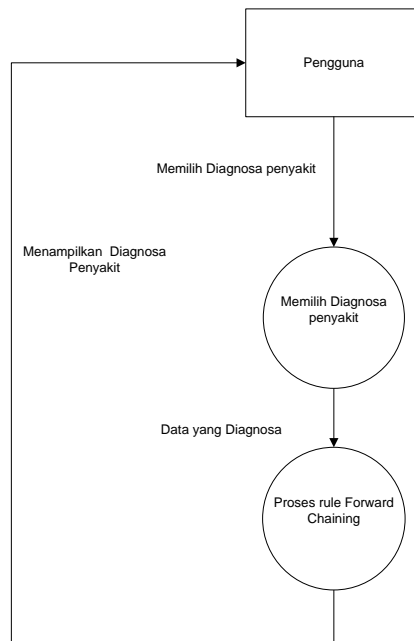 Pengguna
Memilih Diagnosa penyakit
Menampilkan Diagnosa
Penyakit
Memilih Diagnosa
penyakit
Data yang Diagnosa
Proses rule Forward
Chaining